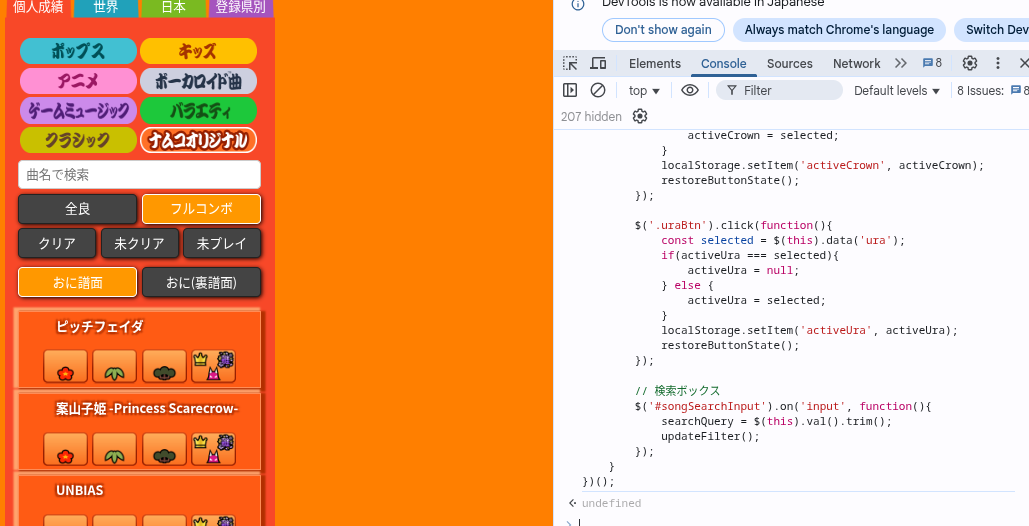 個人成績
世界
日本
登録県別
ポップス
キッズ
アニメ
ボーカロイド曲
ゲームミュージック
バラエティ
クラシック
ナムコオリジナル
曲名で検索
全良
フルコンボ
クリア
未クリア
未プレイ
おに譜面
おに(裏譜面)
ピッチフェイダ
案山子姫 -Princess Scarecrow-
UNBIAS
DevTools is now available in Japanese
Don't show again
Always match Chrome's language
Switch Dev
Elements
Console
Sources
Network
8
top
Filter
Default levels
8 Issues:
8
207 hidden
activeCrown = selected;
}
localStorage.setItem('activeCrown', activeCrown);
restoreButtonState();
});
$('.uraBtn').click(function(){
const selected = $(this).data('ura');
if(activeUra === selected){
activeUra = null;
} else {
activeUra = selected;
}
localStorage.setItem('activeUra', activeUra);
restoreButtonState();
});
// 検索ボックス
$('#songSearchInput').on('input', function(){
searchQuery = $(this).val().trim();
updateFilter();
});
}
})();
undefined